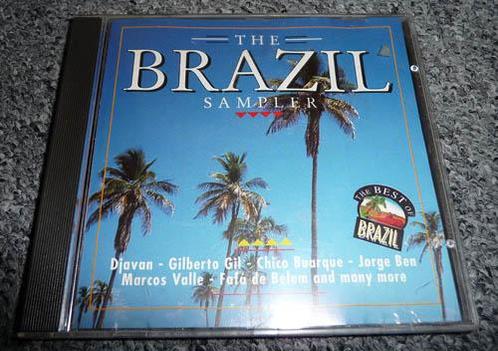 THE
BRAZIL
SAMPLER
THE BEST OF
BRAZIL
Djavan - Gilberto Gil - Chico Buarque - Jorge Ben
Marcos Valle - Fafá de Belem and many more